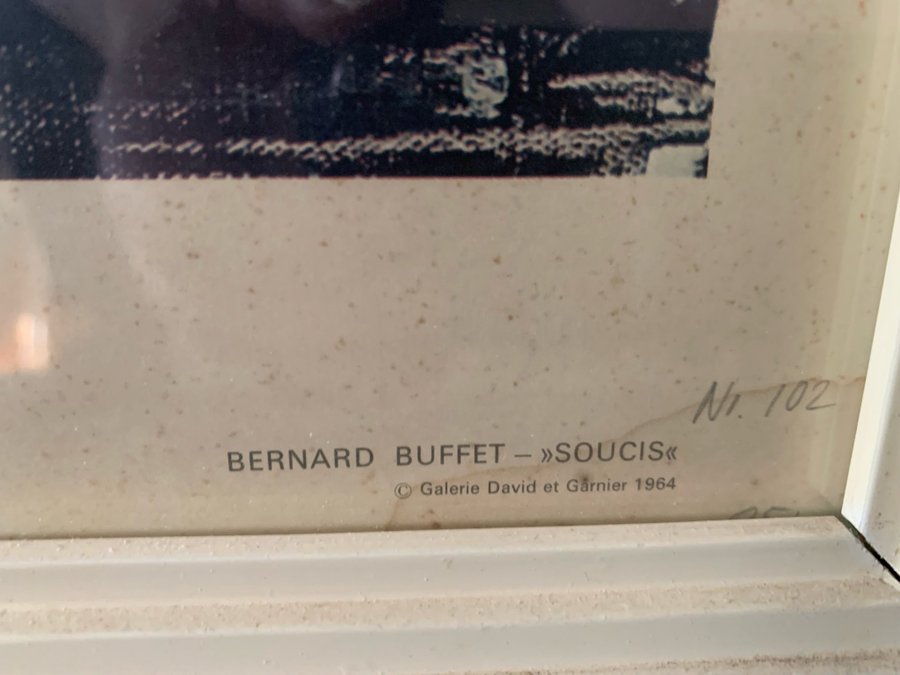 Nr. 102
BERNARD BUFFET – »SOUCIS«
© Galerie David et Garnier 1964